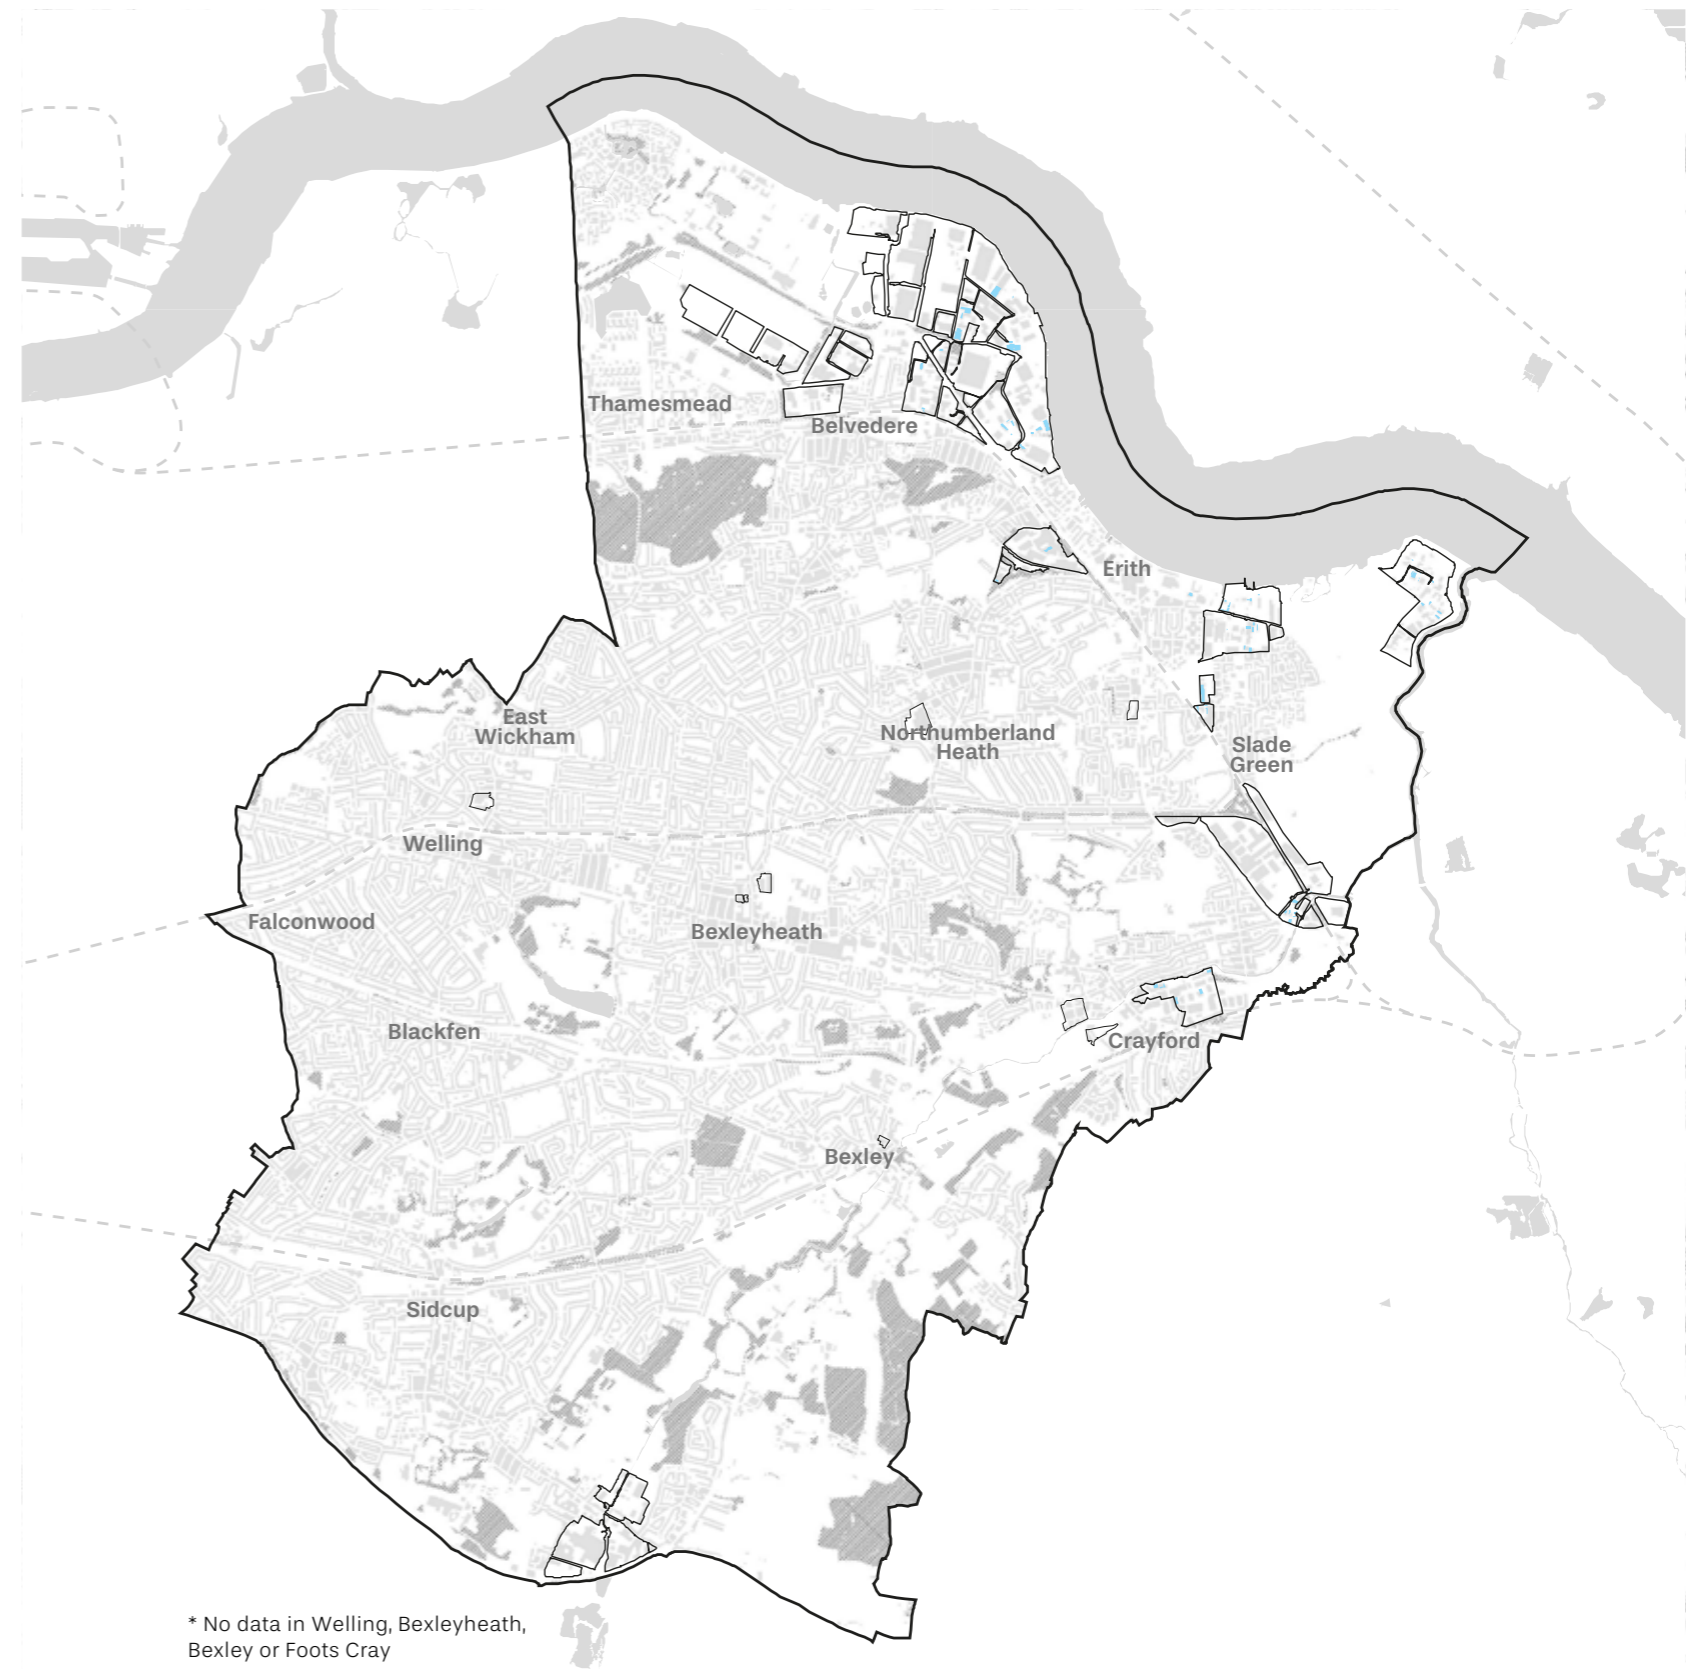 Thamesmead
Belvedere
Erith
East
Wickham
Northumberland
Heath
Slade
Green
Welling
Falconwood
Bexleyheath
Blackfen
Crayford
Bexley
Sidcup
* No data in Welling, Bexleyheath,
Bexley or Foots Cray